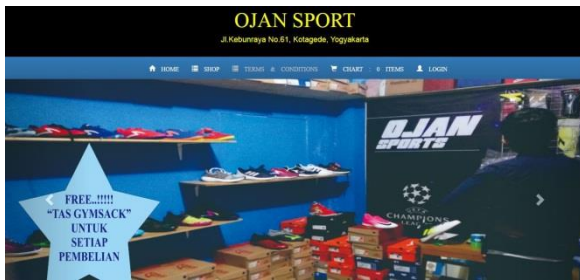 OJAN SPORT
Jl.Kebunraya No.61, Kotagede, Yogyakarta
HOME SHOP TERMS & CONDITIONS CHART : 0 ITEMS LOGIN
OJAN
SPORTS
CHAMPIONS
LEAGUE
FREE..!!!!!
“TAS GYMSACK”
UNTUK
SETIAP
PEMBELIAN